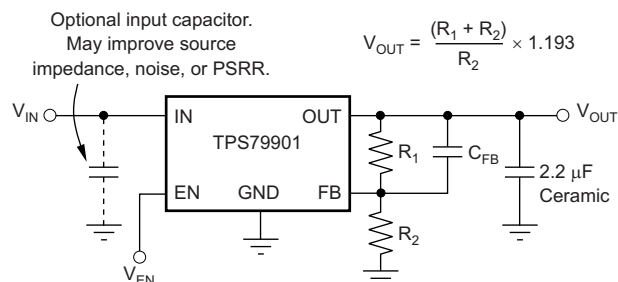 Optional input capacitor.
May improve source
impedance, noise, or PSRR.
V_OUT = (R_1 + R_2) / R_2 × 1.193
V_IN
IN
OUT
V_OUT
TPS79901
R_1
C_FB
2.2 μF
Ceramic
EN
GND
FB
R_2
V_EN